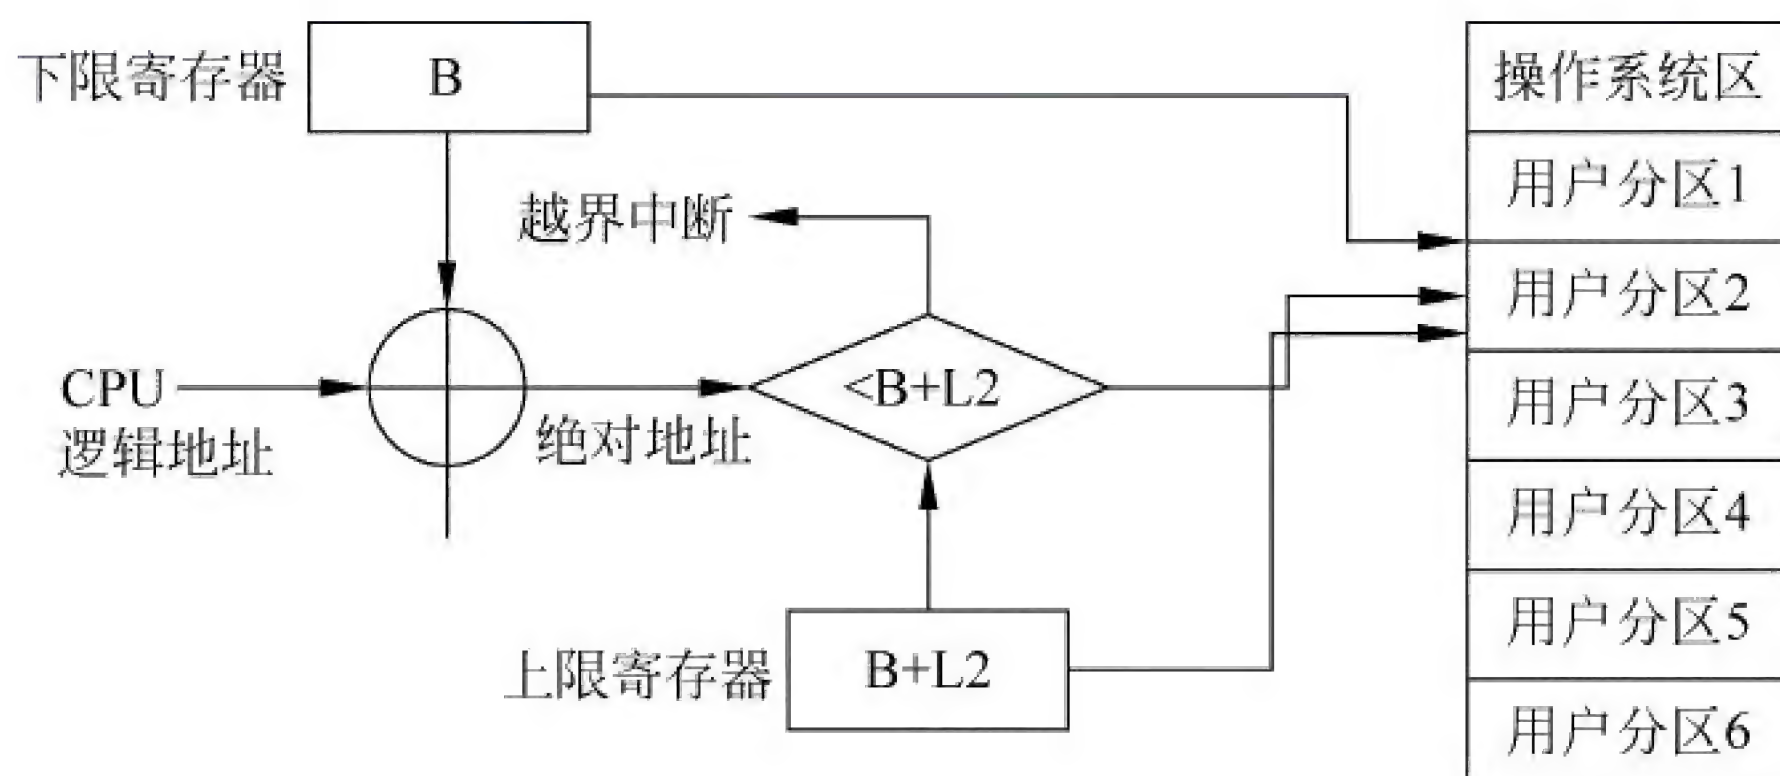 下限寄存器
B
越界中断
CPU
逻辑地址
绝对地址
<B+L2
上限寄存器
B+L2
操作系统区
用户分区1
用户分区2
用户分区3
用户分区4
用户分区5
用户分区6